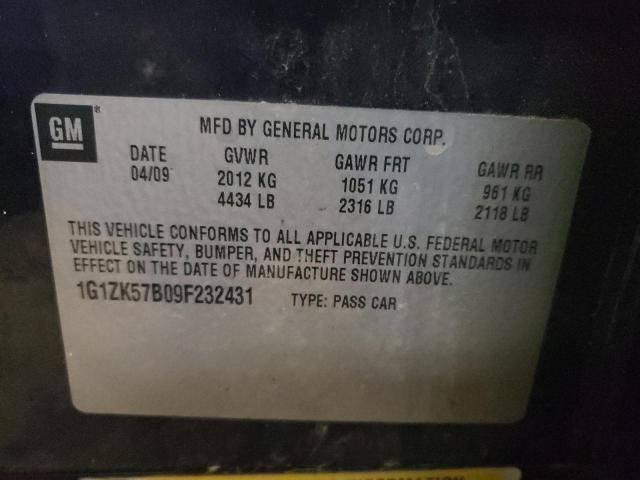 GM
MFD BY GENERAL MOTORS CORP.
DATE GVWR GAWR FRT GAWR RR
04/09 2012 KG 1051 KG 961 KG
4434 LB 2316 LB 2118 LB
THIS VEHICLE CONFORMS TO ALL APPLICABLE U.S. FEDERAL MOTOR
VEHICLE SAFETY, BUMPER, AND THEFT PREVENTION STANDARDS IN
EFFECT ON THE DATE OF MANUFACTURE SHOWN ABOVE.
1G1ZK57B09F232431 TYPE: PASS CAR
INFORMATION